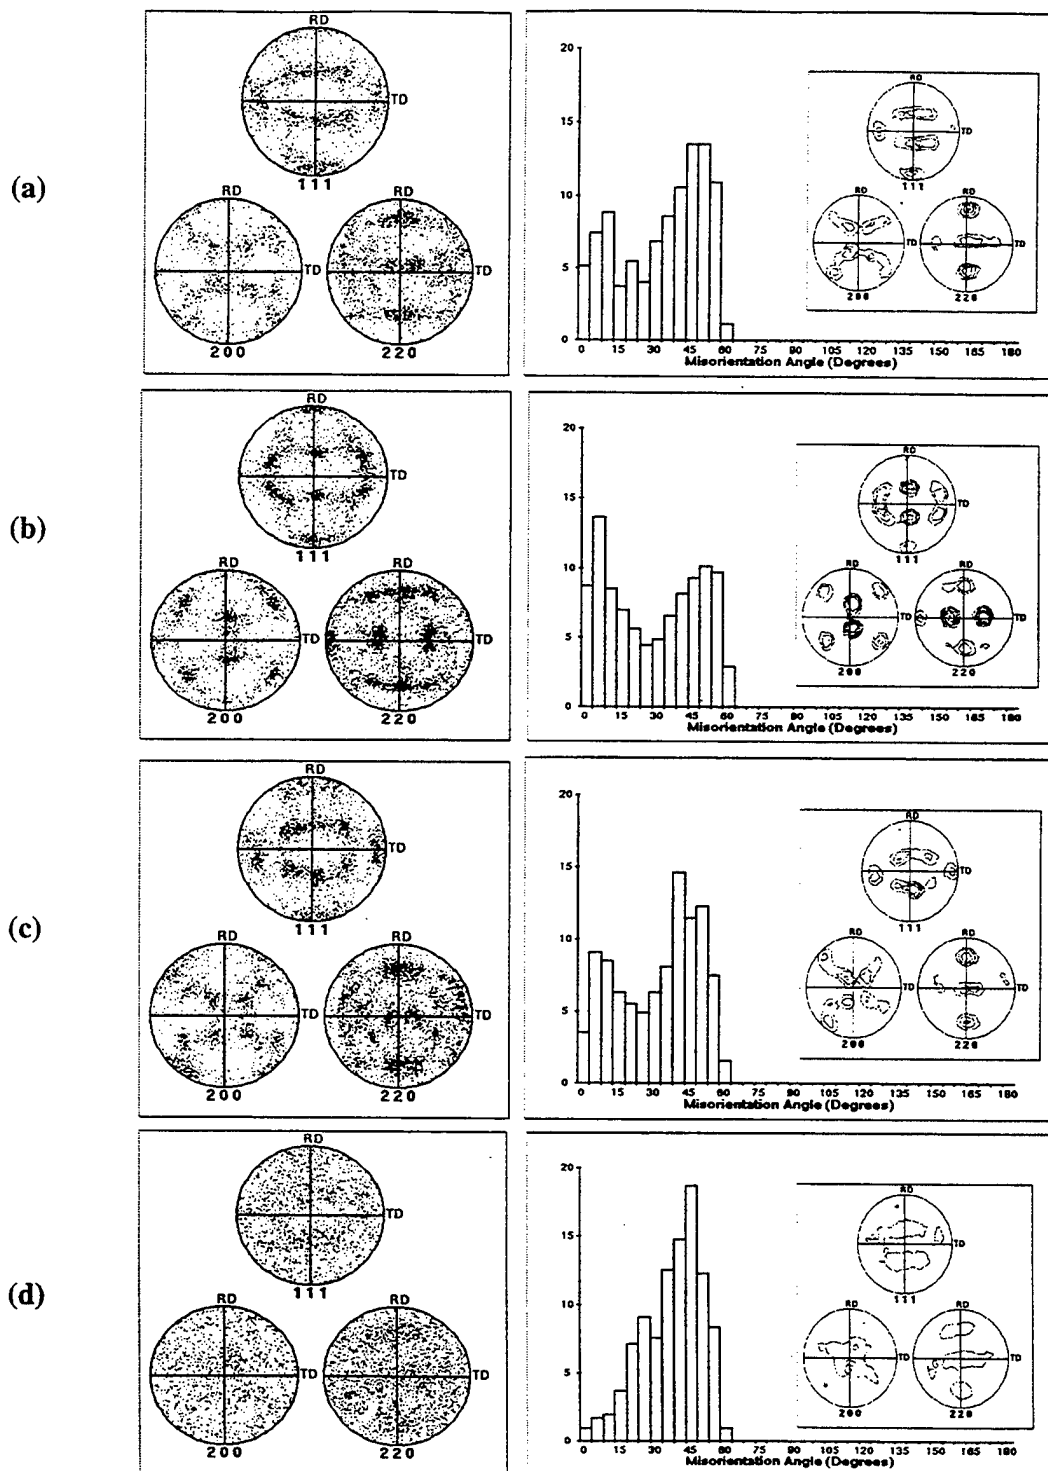 (a)
RD
TD
111
RD
TD
200
RD
TD
220
20
15
10
5
0
0 15 30 45 60 75 90 105 120 135 150 165 180
Misorientation Angle (Degrees)
RD
TD
111
RD
TD
200
RD
TD
220
(b)
RD
TD
111
RD
TD
200
RD
TD
220
20
15
10
5
0
0 15 30 45 60 75 90 105 120 135 150 165 180
Misorientation Angle (Degrees)
RD
TD
111
RD
TD
200
RD
TD
220
(c)
RD
TD
111
RD
TD
200
RD
TD
220
20
15
10
5
0
0 15 30 45 60 75 90 105 120 135 150 165 180
Misorientation Angle (Degrees)
RD
TD
111
RD
TD
200
RD
TD
220
(d)
RD
TD
111
RD
TD
200
RD
TD
220
20
15
10
5
0
0 15 30 45 60 75 90 105 120 135 150 165 180
Misorientation Angle (Degrees)
RD
TD
111
RD
TD
200
RD
TD
220